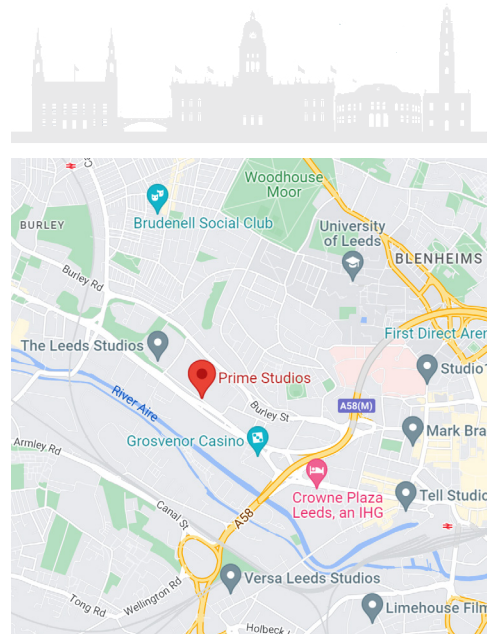 Woodhouse
Moor
Brudenell Social Club
BURLEY
University
of Leeds
BLENHEIMS
Burley Rd
First Direct Aren
The Leeds Studios
Studio
Prime Studios
River Aire
Burley St
A58(M)
Mark Bra
Grosvenor Casino
Armley Rd
Crowne Plaza
Leeds, an IHG
Tell Studio
Canal St
A58
Versa Leeds Studios
Wellington Rd
Tong Rd
Limehouse Film
Holbeck